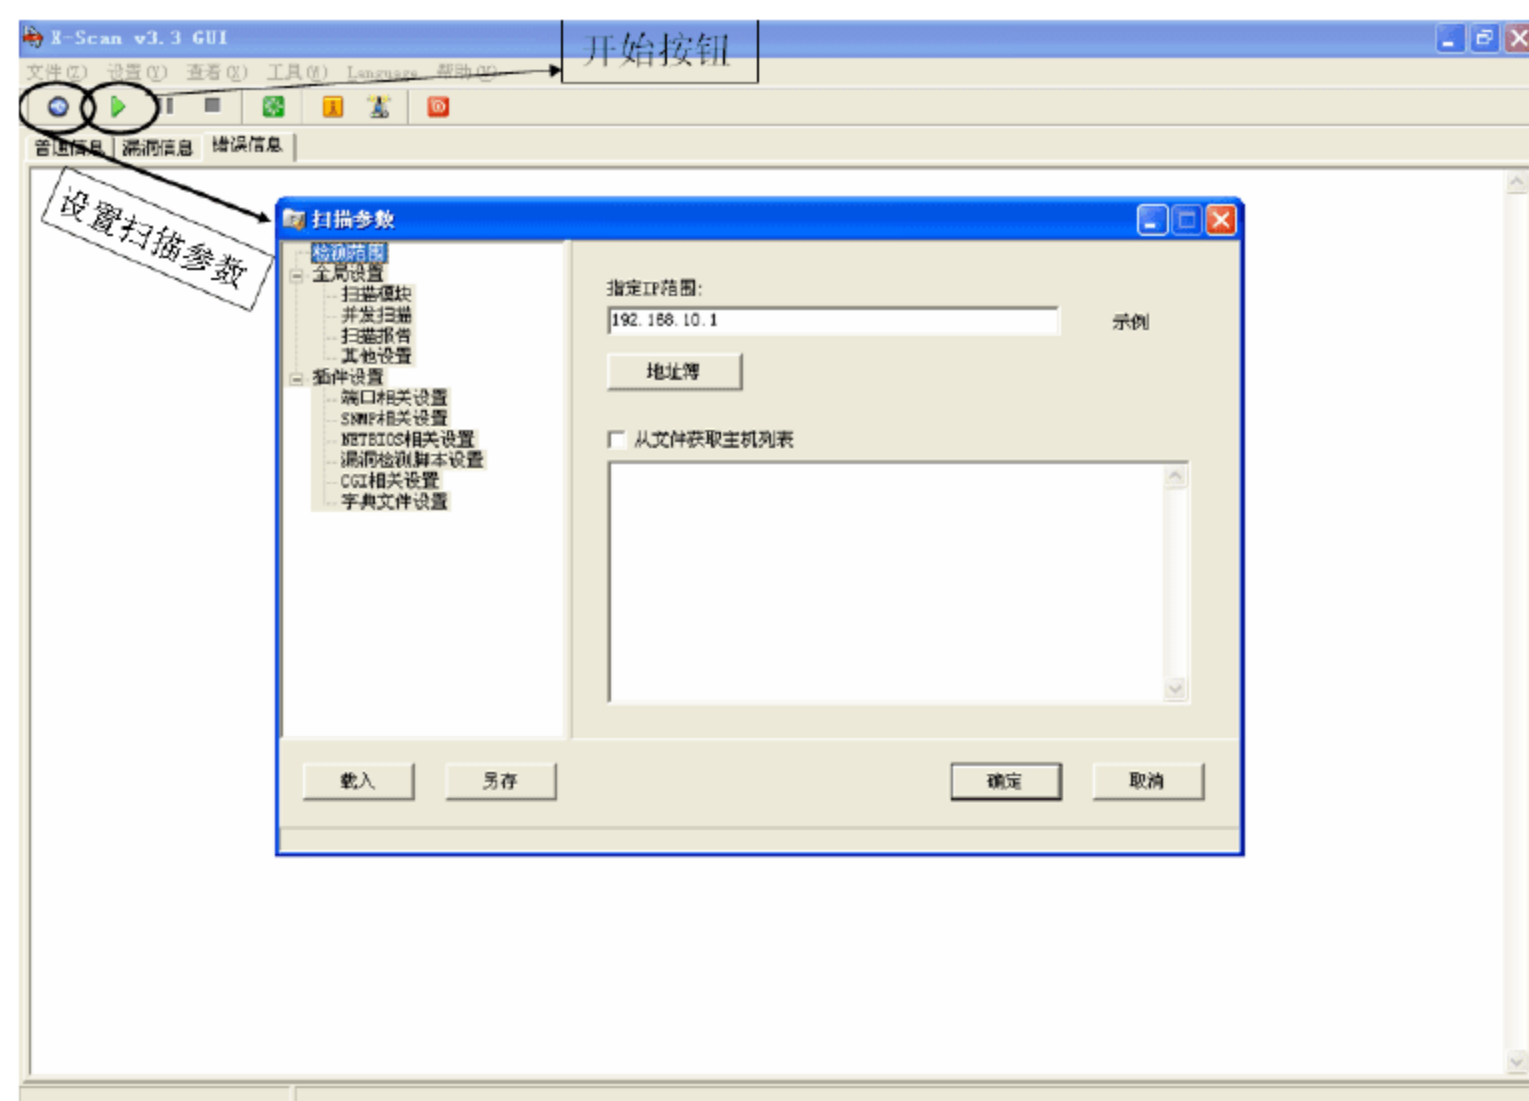 X-Scan v3.3 GUI
开始按钮
文件(Z) 设置(Y) 查看(X) 工具(W) Language 帮助(V)
普通信息 漏洞信息 错误信息
设置扫描参数
扫描参数
检测范围
全局设置
扫描模块
并发扫描
扫描报告
其他设置
插件设置
端口相关设置
SNMP相关设置
NETBIOS相关设置
漏洞检测脚本设置
CGI相关设置
字典文件设置
指定IP范围:
192.168.10.1
示例
地址簿
从文件获取主机列表
载入 另存 确定 取消